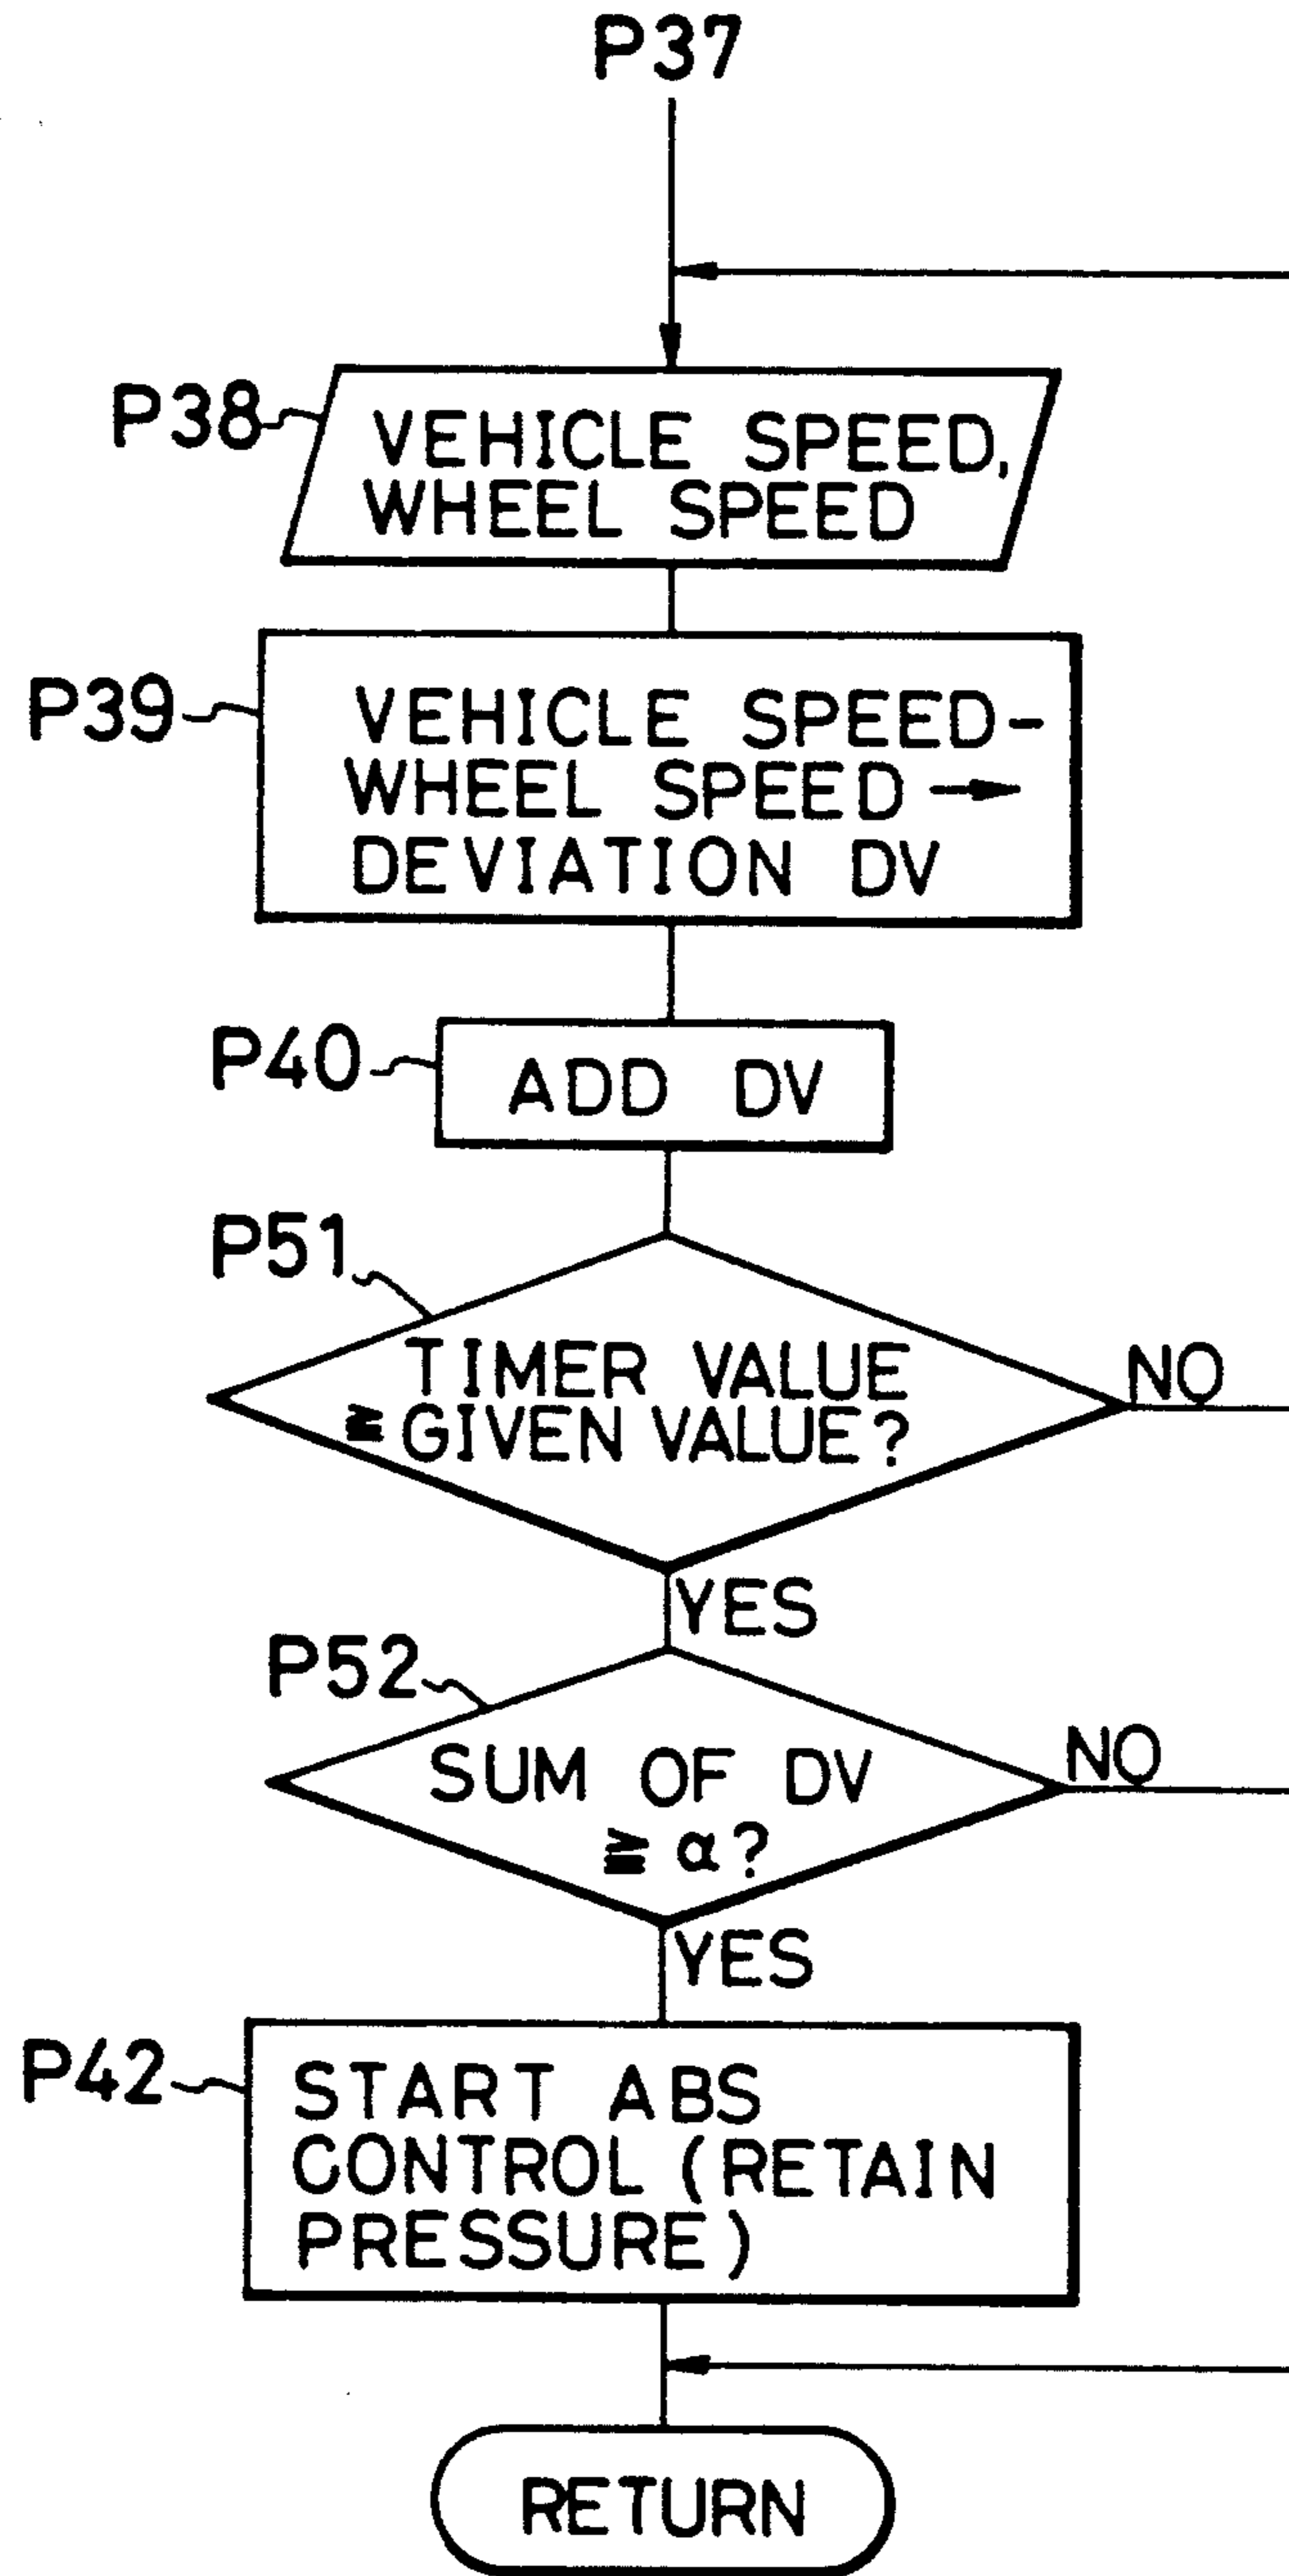 P37
P38
VEHICLE SPEED,
WHEEL SPEED
P39
VEHICLE SPEED-
WHEEL SPEED →
DEVIATION DV
P40
ADD DV
P51
TIMER VALUE
≧ GIVEN VALUE?
NO
YES
P52
SUM OF DV
≧ α?
NO
YES
P42
START ABS
CONTROL (RETAIN
PRESSURE)
RETURN